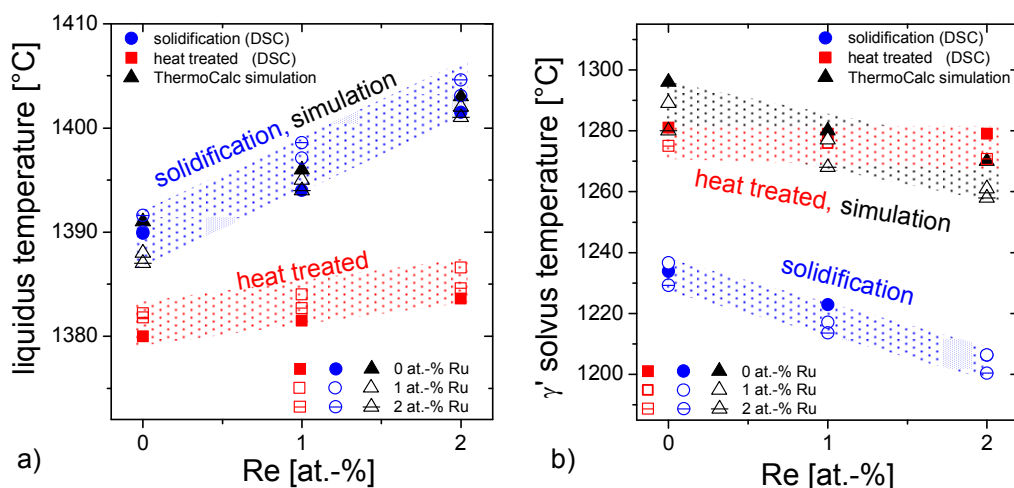 solidification (DSC)
heat treated (DSC)
ThermoCalc simulation
solidification, simulation
heat treated
0 at.-% Ru
1 at.-% Ru
2 at.-% Ru
1410
1400
1390
1380
liquidus temperature [°C]
0 1 2
Re [at.-%]
a)
solidification (DSC)
heat treated (DSC)
ThermoCalc simulation
heat treated, simulation
solidification
0 at.-% Ru
1 at.-% Ru
2 at.-% Ru
1300
1280
1260
1240
1220
1200
γ' solvus temperature [°C]
0 1 2
Re [at.-%]
b)